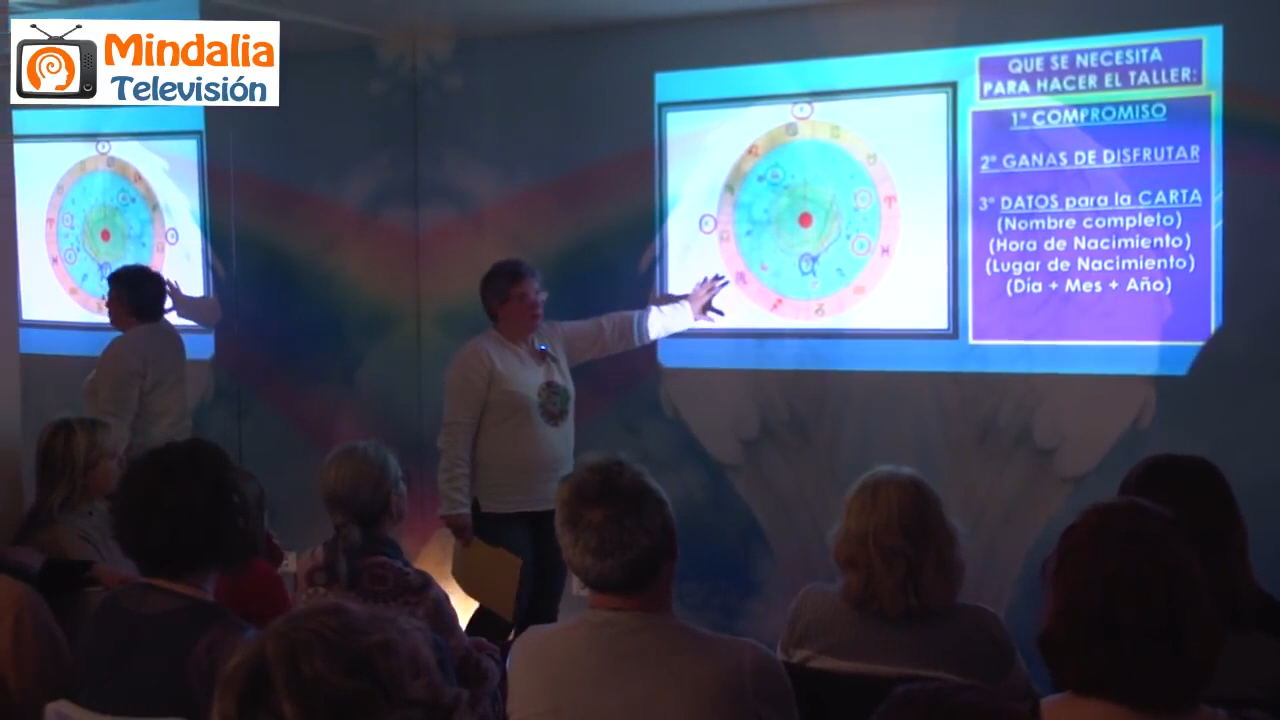 Mindalia
Televisión
QUE SE NECESITA
PARA HACER EL TALLER:
1º COMPROMISO
2º GANAS DE DISFRUTAR
3º DATOS para la CARTA
(Nombre completo)
(Hora de Nacimiento)
(Lugar de Nacimiento)
(Día + Mes + Año)